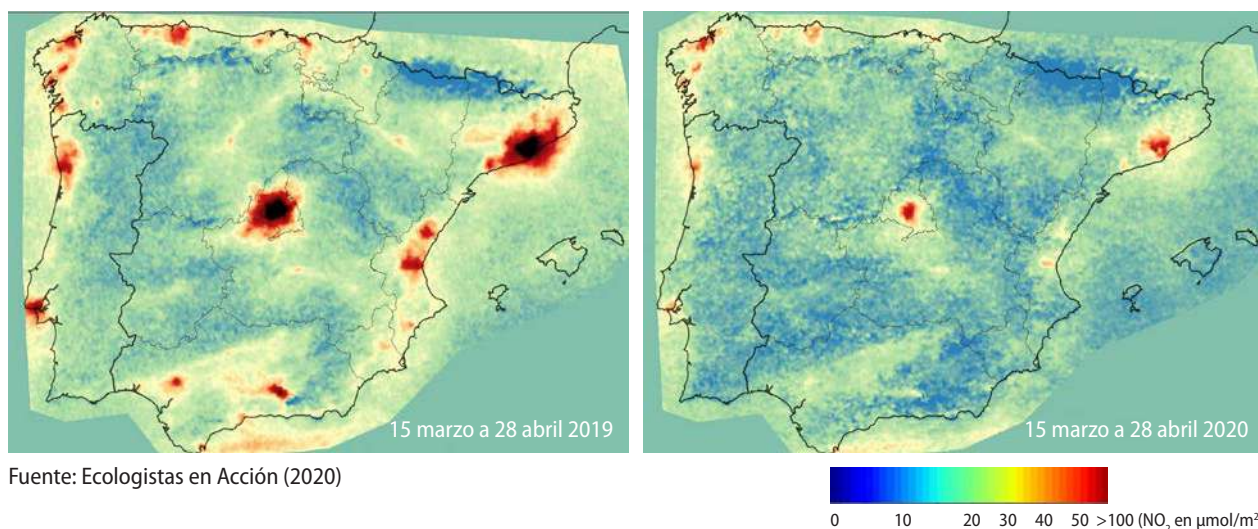 15 marzo a 28 abril 2019
15 marzo a 28 abril 2020
Fuente: Ecologistas en Acción (2020)
0 10 20 30 40 50 >100 (NO₂ en μmol/m²